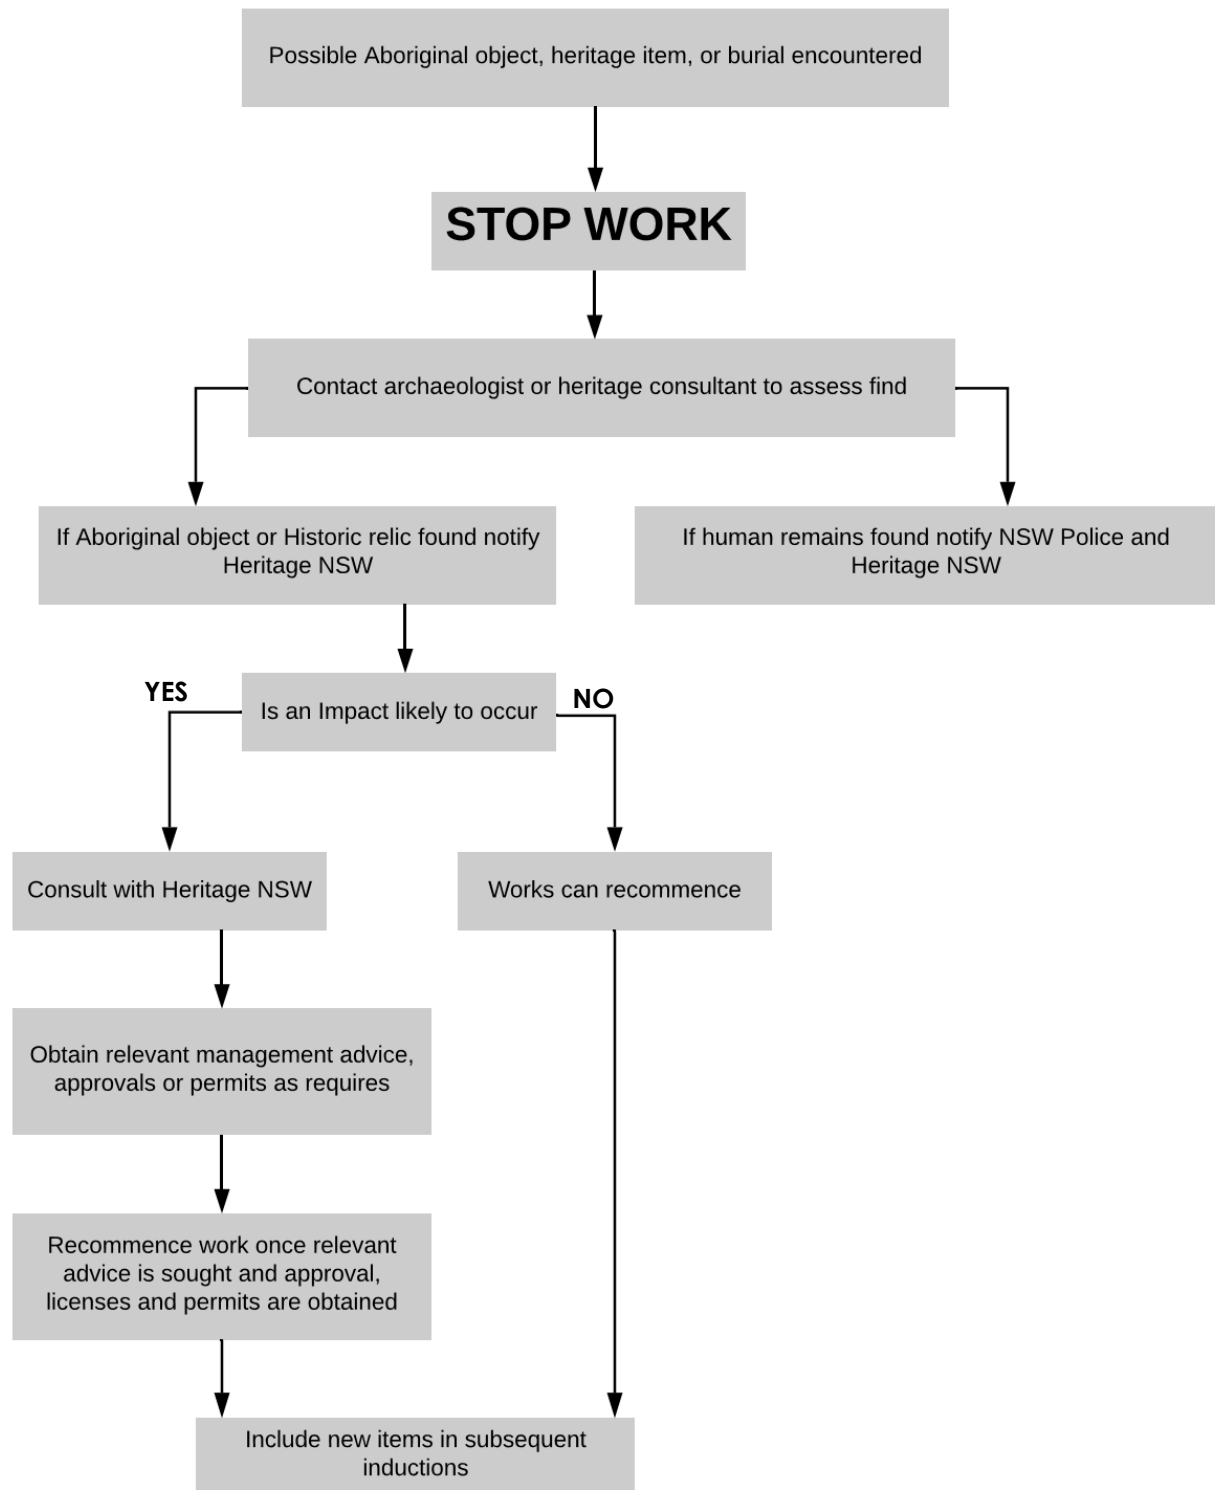 Possible Aboriginal object, heritage item, or burial encountered
STOP WORK
Contact archaeologist or heritage consultant to assess find
If Aboriginal object or Historic relic found notify
Heritage NSW
If human remains found notify NSW Police and
Heritage NSW
YES
Is an Impact likely to occur
NO
Consult with Heritage NSW
Works can recommence
Obtain relevant management advice,
approvals or permits as requires
Recommence work once relevant
advice is sought and approval,
licenses and permits are obtained
Include new items in subsequent
inductions